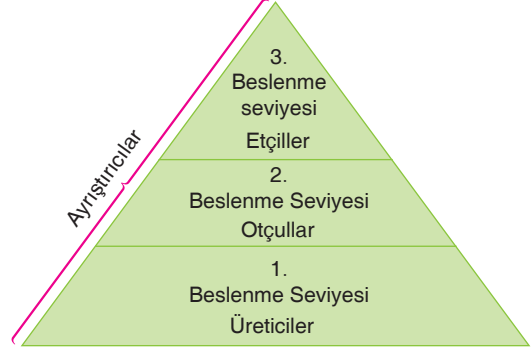 3.
Beslenme
seviyesi
Etçiller
Ayrıştırıcılar
2.
Beslenme Seviyesi
Otçullar
1.
Beslenme Seviyesi
Üreticiler